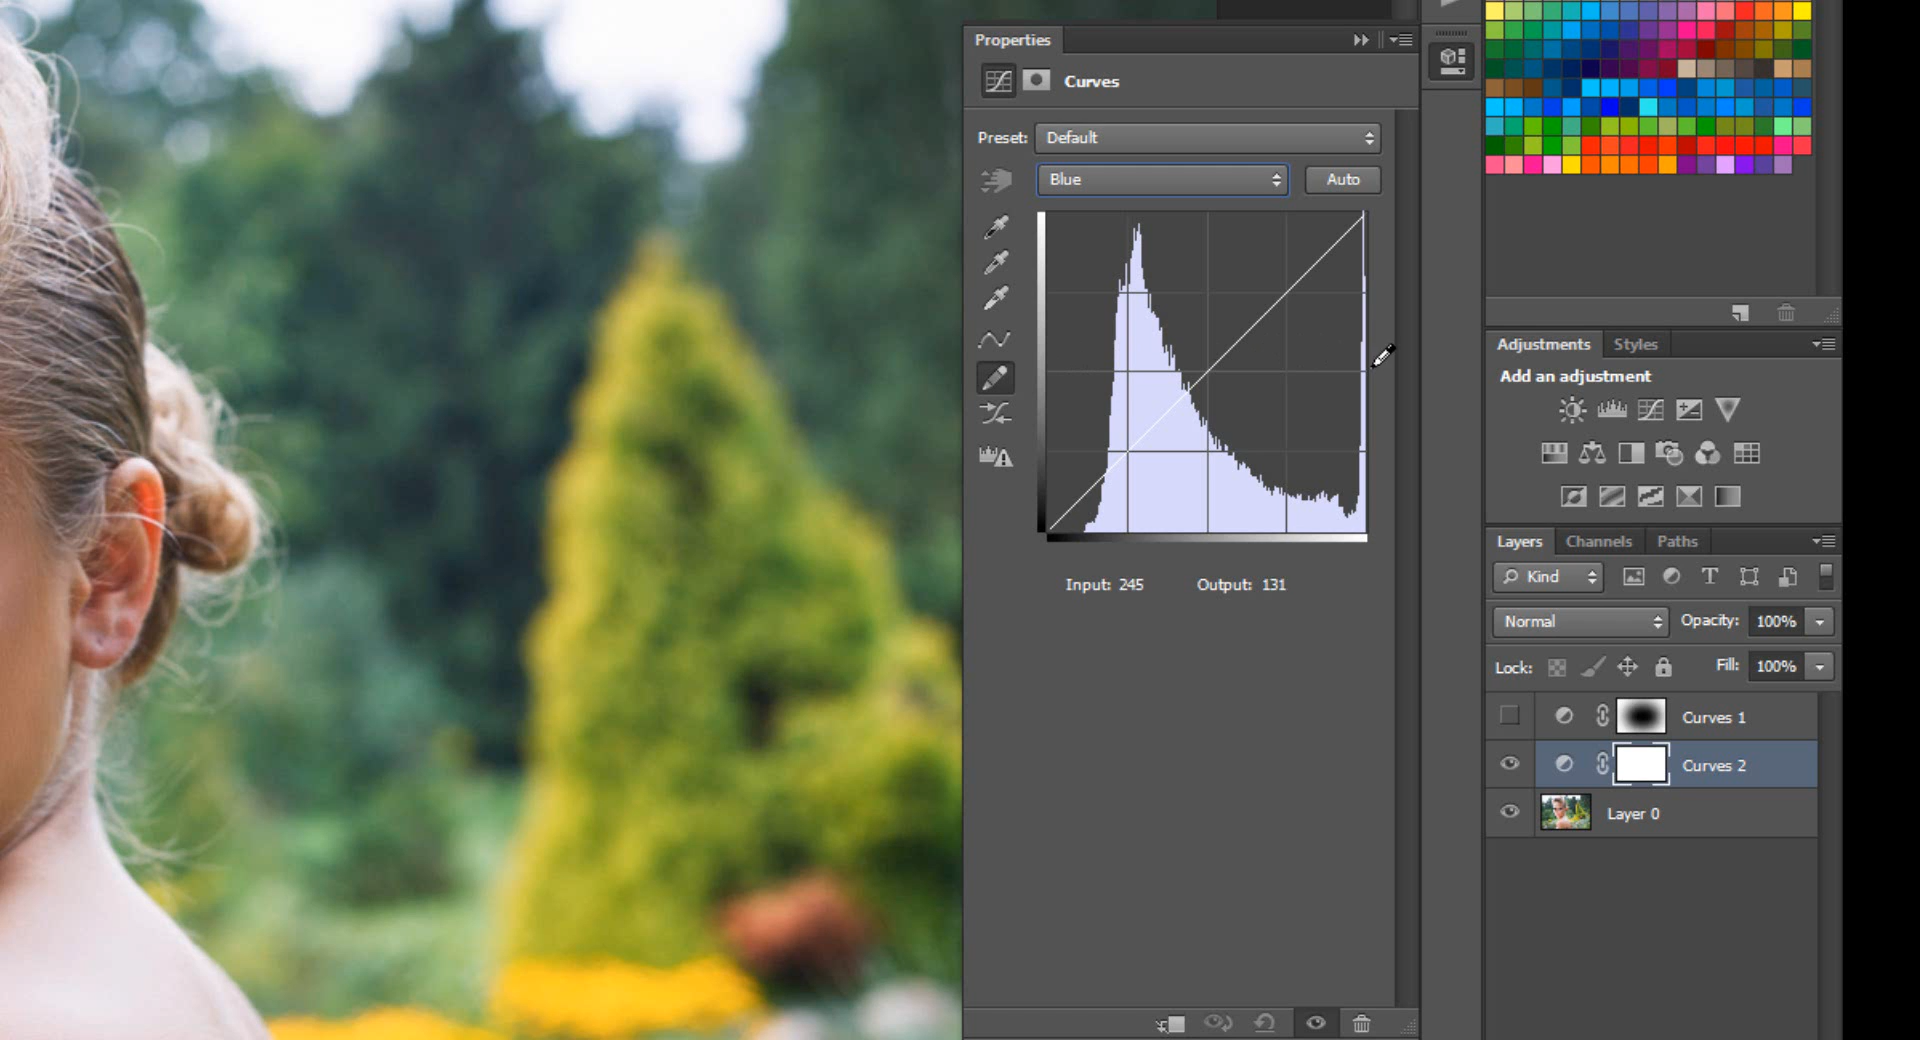 Properties
Curves
Preset: Default
Blue
Auto
Input: 245 Output: 131
Adjustments Styles
Add an adjustment
Layers Channels Paths
Kind
T
Normal Opacity: 100%
Lock: Fill: 100%
Curves 1
Curves 2
Layer 0